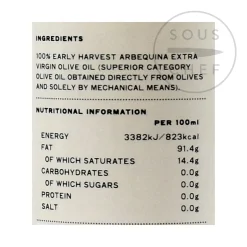 SOUS
CHEF
INGREDIENTS
100% EARLY HARVEST ARBEQUINA EXTRA
VIRGIN OLIVE OIL (SUPERIOR CATEGORY
OLIVE OIL OBTAINED DIRECTLY FROM OLIVES
AND SOLELY BY MECHANICAL MEANS).
NUTRITIONAL INFORMATION
PER 100ml
ENERGY 3382kJ/823kcal
FAT 91.4g
OF WHICH SATURATES 14.4g
CARBOHYDRATES 0.0g
OF WHICH SUGARS 0.0g
PROTEIN 0.0g
SALT 0.0g